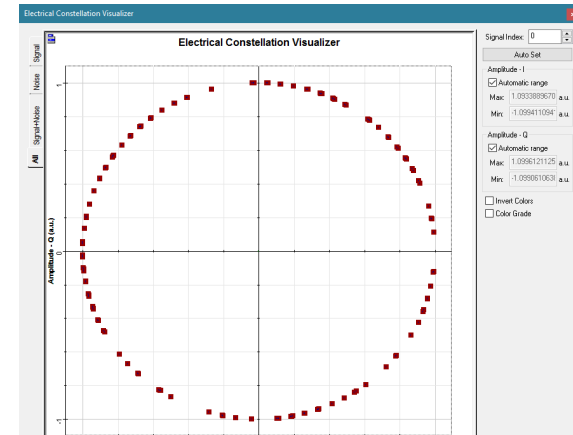 Electrical Constellation Visualizer
Electrical Constellation Visualizer
Signal Index: 0
Auto Set
Amplitude - I
Automatic range
Max: 1.0933889670 a.u.
Min: -1.099411094 a.u.
Amplitude - Q
Automatic range
Max: 1.0996121125 a.u.
Min: a.u.
Invert Colors
Color Grade
Signal
Noise
Signal+Noise
All
Amplitude - Q (a.u.)
1
0
-1